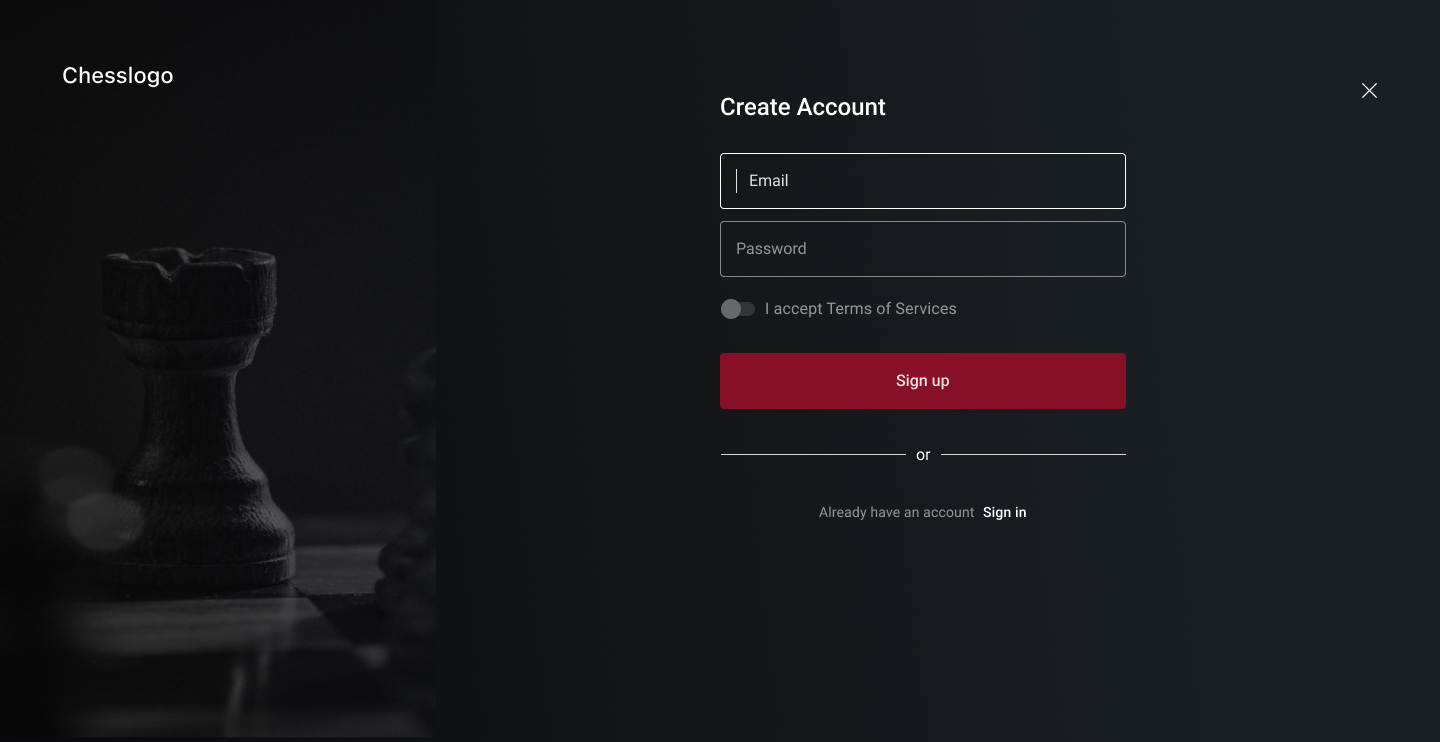 Chesslogo
Create Account
Email
Password
I accept Terms of Services
Sign up
or
Already have an account Sign in